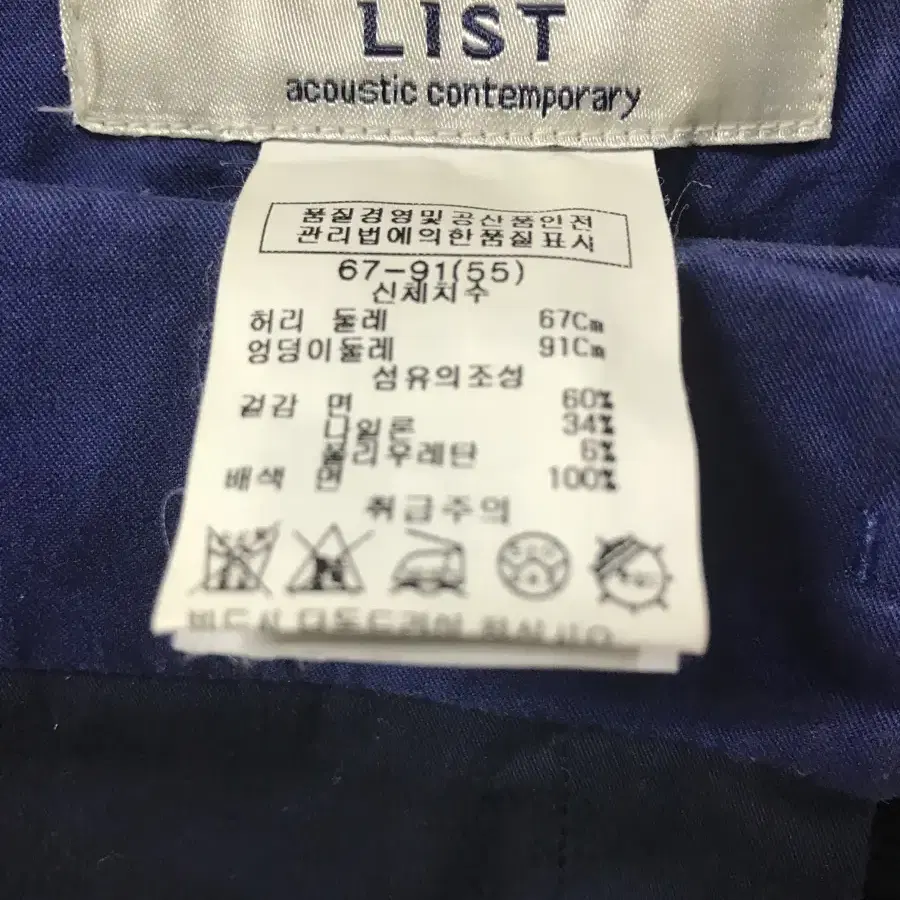 LIST
acoustic contemporary
품질경영및공산품안전
관리법에의한품질표시
67-91(55)
신체치수
허리 둘레 67Cm
엉덩이둘레 91Cm
섬유의조성
겉감 면 60%
나일론 34%
폴리우레탄 6%
배색 면 100%
취급주의